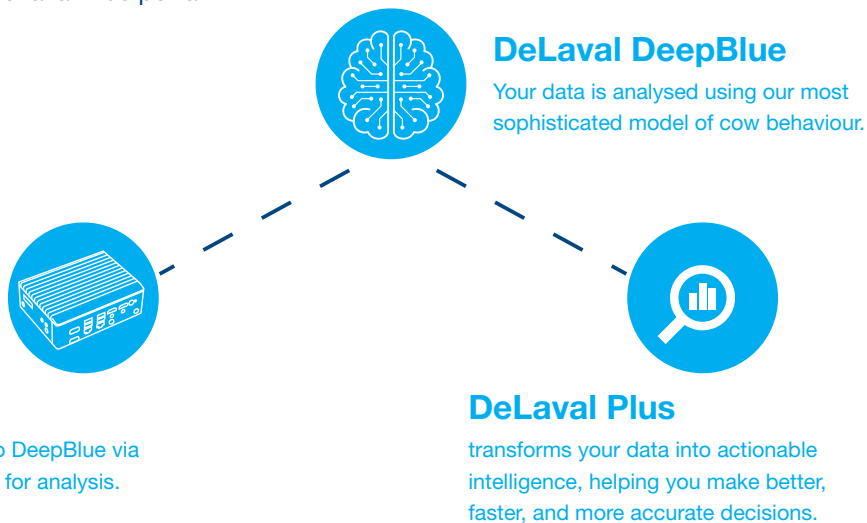 DeLaval DeepBlue
Your data is analysed using our most
sophisticated model of cow behaviour.
DeepBlue via
for analysis.
DeLaval Plus
transforms your data into actionable
intelligence, helping you make better,
faster, and more accurate decisions.